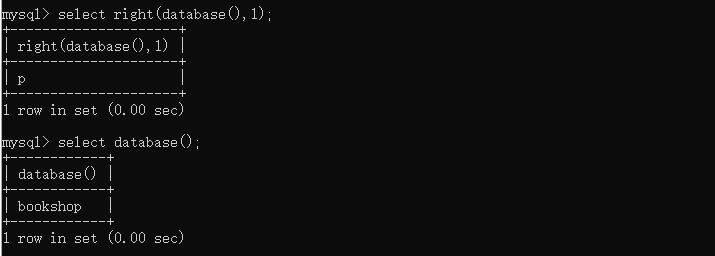 mysql> select right(database(),1);
+---------------------+
| right(database(),1) |
+---------------------+
| p                   |
+---------------------+
1 row in set (0.00 sec)

mysql> select database();
+------------+
| database() |
+------------+
| bookshop   |
+------------+
1 row in set (0.00 sec)